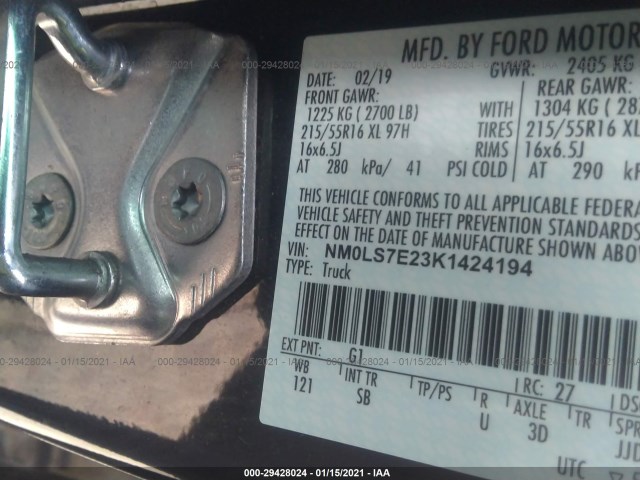 MFD. BY FORD MOTOR
DATE: 02/19 GVWR: 2405 KG
FRONT GAWR: REAR GAWR:
1225 KG ( 2700 LB) WITH 1304 KG ( 28
215/55R16 XL 97H TIRES 215/55R16 XL
16x6.5J RIMS 16x6.5J
AT 280 kPa/ 41 PSI COLD AT 290
THIS VEHICLE CONFORMS TO ALL APPLICABLE FEDERA
VEHICLE SAFETY AND THEFT PREVENTION STANDARDS
EFFECT ON THE DATE OF MANUFACTURE SHOWN ABOV
VIN: NM0LS7E23K1424194
TYPE: Truck
EXT PNT: G1 RC: 27 DS
WB INT TR TP/PS R AXLE TR SPR
121 SB U 3D JJD
UTC
000-29428024 - 01/15/2021 - IAA